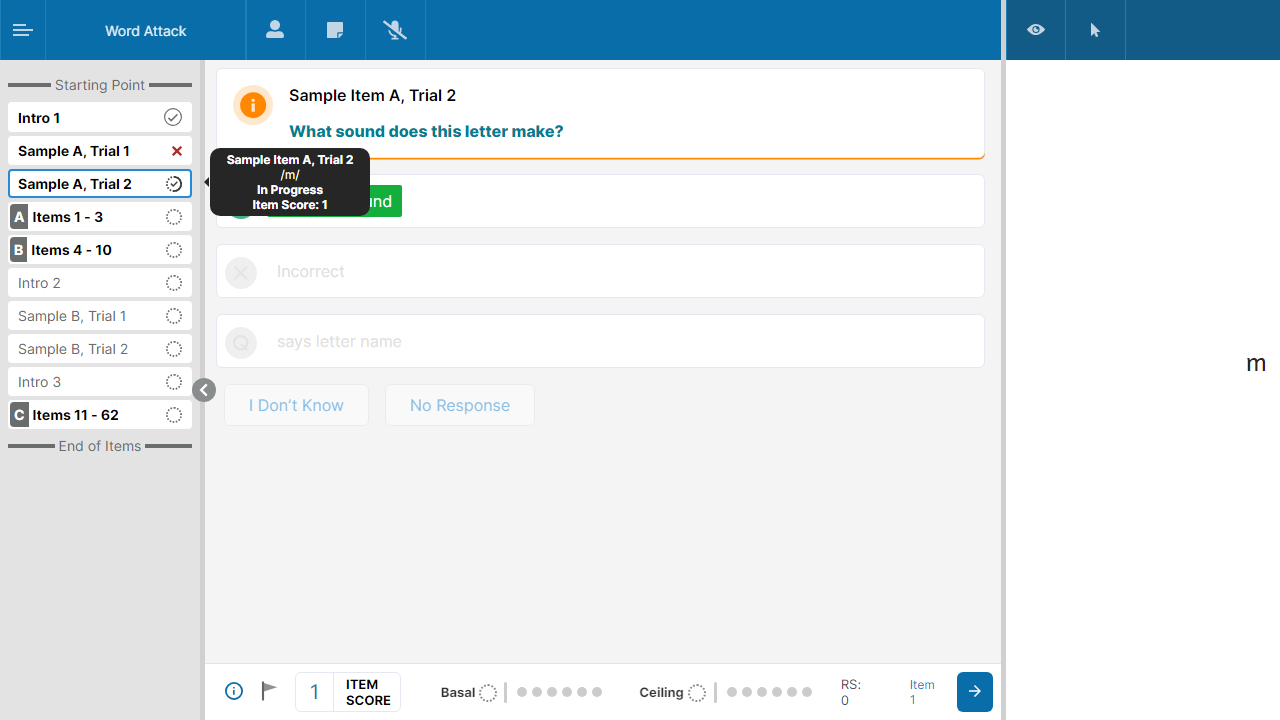 Word Attack
Starting Point
Intro 1
Sample A, Trial 1
Sample A, Trial 2
A Items 1 - 3
B Items 4 - 10
Intro 2
Sample B, Trial 1
Sample B, Trial 2
Intro 3
C Items 11 - 62
End of Items
Sample Item A, Trial 2
What sound does this letter make?
Sample Item A, Trial 2
/m/
In Progress
Item Score: 1
Incorrect
Q says letter name
I Don't Know
No Response
1
ITEM
SCORE
Basal
Ceiling
RS:
0
Item
1
m